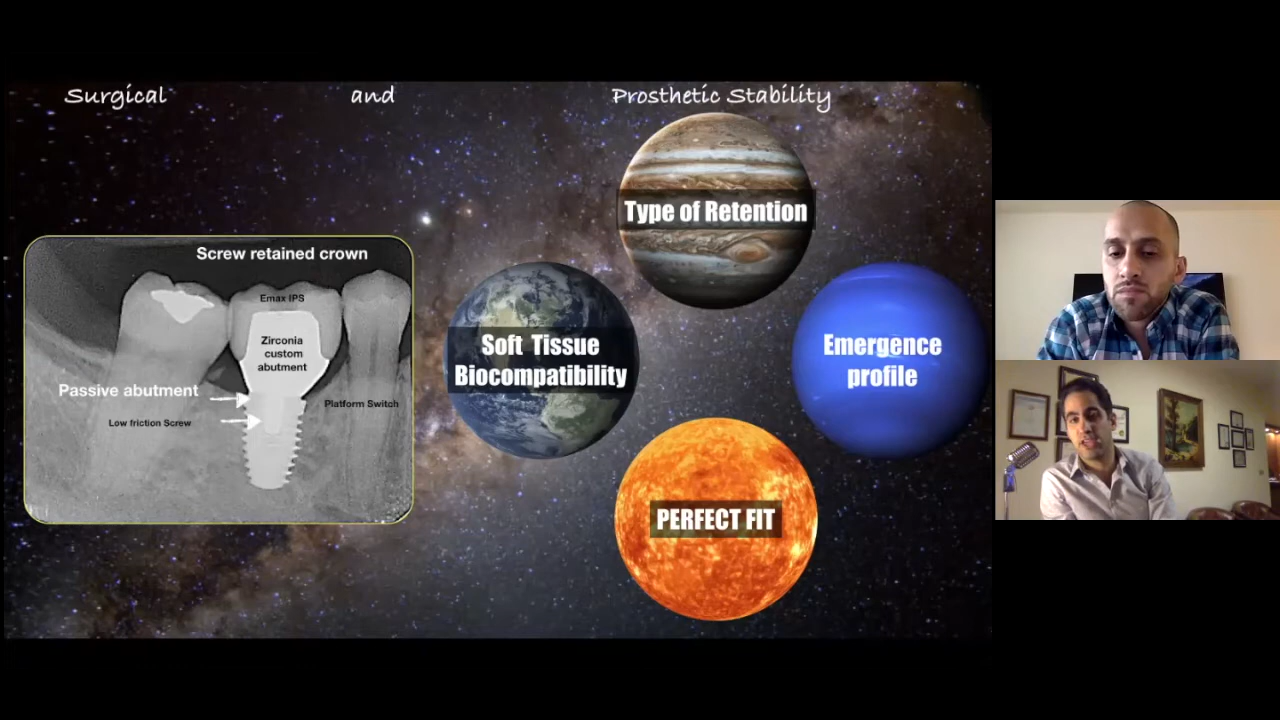 Surgical and Prosthetic Stability
Screw retained crown
Emax IPS
Zirconia
custom
abutment
Passive abutment
Low friction Screw
Platform Switch
Type of Retention
Soft Tissue
Biocompatibility
Emergence
profile
PERFECT FIT